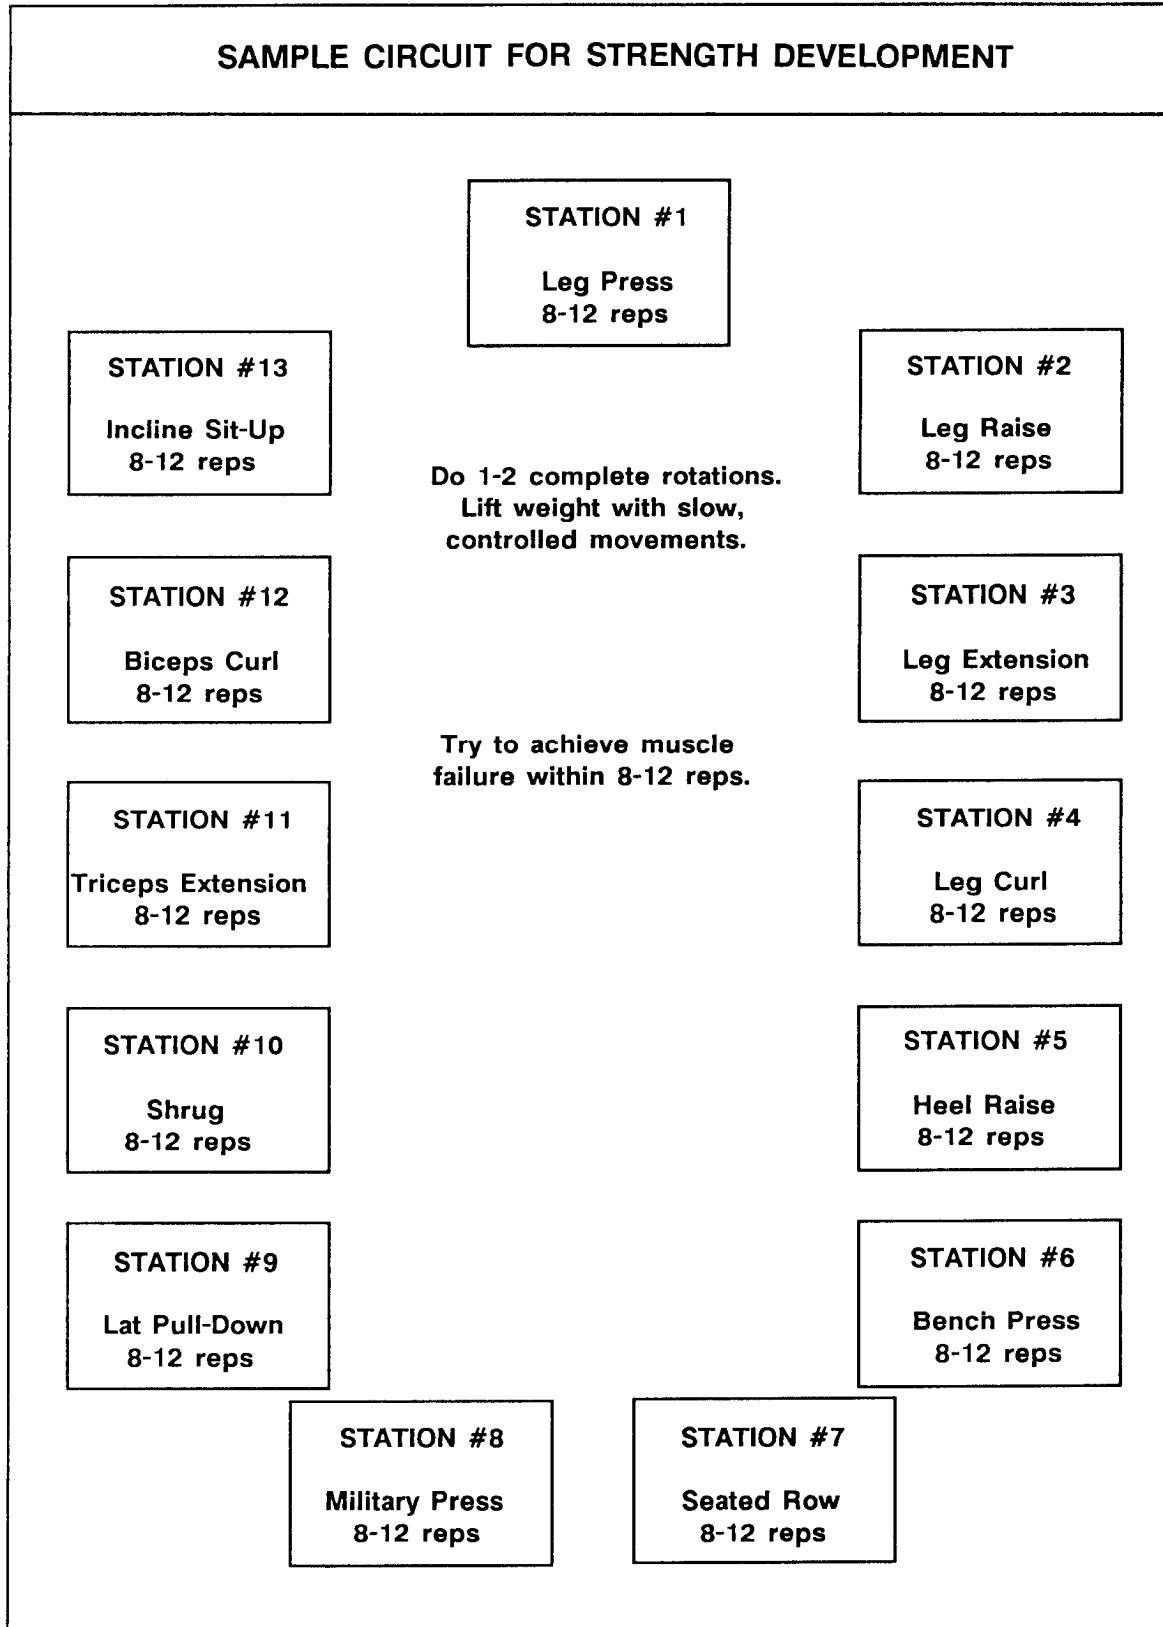 SAMPLE CIRCUIT FOR STRENGTH DEVELOPMENT
STATION #1
Leg Press
8-12 reps
STATION #2
Leg Raise
8-12 reps
STATION #3
Leg Extension
8-12 reps
STATION #4
Leg Curl
8-12 reps
STATION #5
Heel Raise
8-12 reps
STATION #6
Bench Press
8-12 reps
STATION #7
Seated Row
8-12 reps
STATION #8
Military Press
8-12 reps
STATION #9
Lat Pull-Down
8-12 reps
STATION #10
Shrug
8-12 reps
STATION #11
Triceps Extension
8-12 reps
STATION #12
Biceps Curl
8-12 reps
STATION #13
Incline Sit-Up
8-12 reps
Do 1-2 complete rotations.
Lift weight with slow,
controlled movements.
Try to achieve muscle
failure within 8-12 reps.